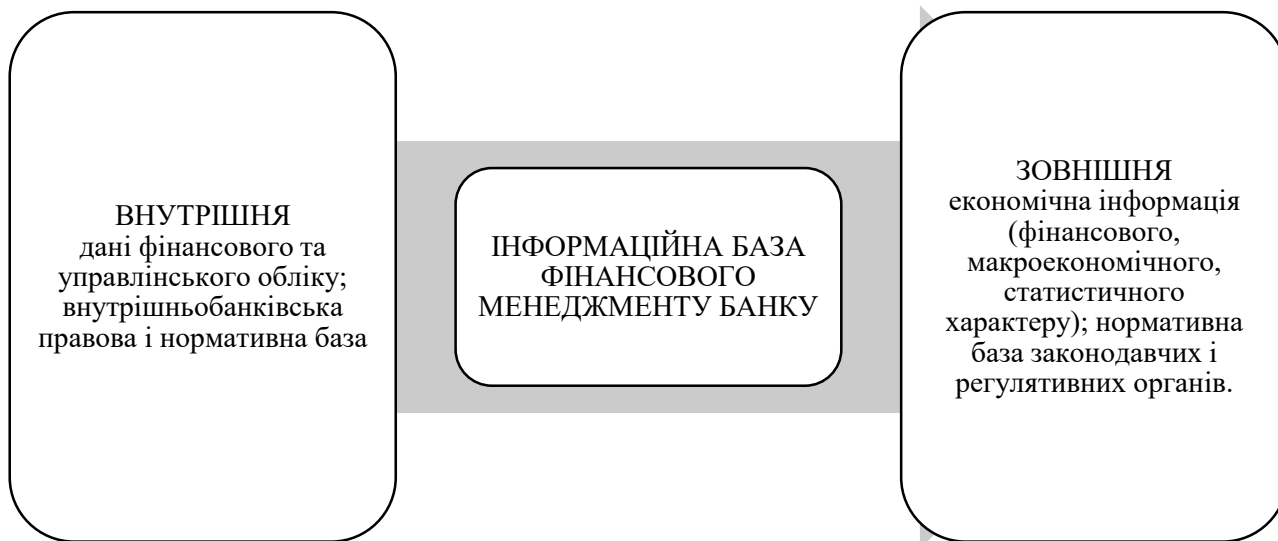 ВНУТРІШНЯ
дані фінансового та
управлінського обліку;
внутрішньобанківська
правова і нормативна база
ІНФОРМАЦІЙНА БАЗА
ФІНАНСОВОГО
МЕНЕДЖМЕНТУ БАНКУ
ЗОВНІШНЯ
економічна інформація
(фінансового,
макроекономічного,
статистичного
характеру); нормативна
база законодавчих і
регулятивних органів.